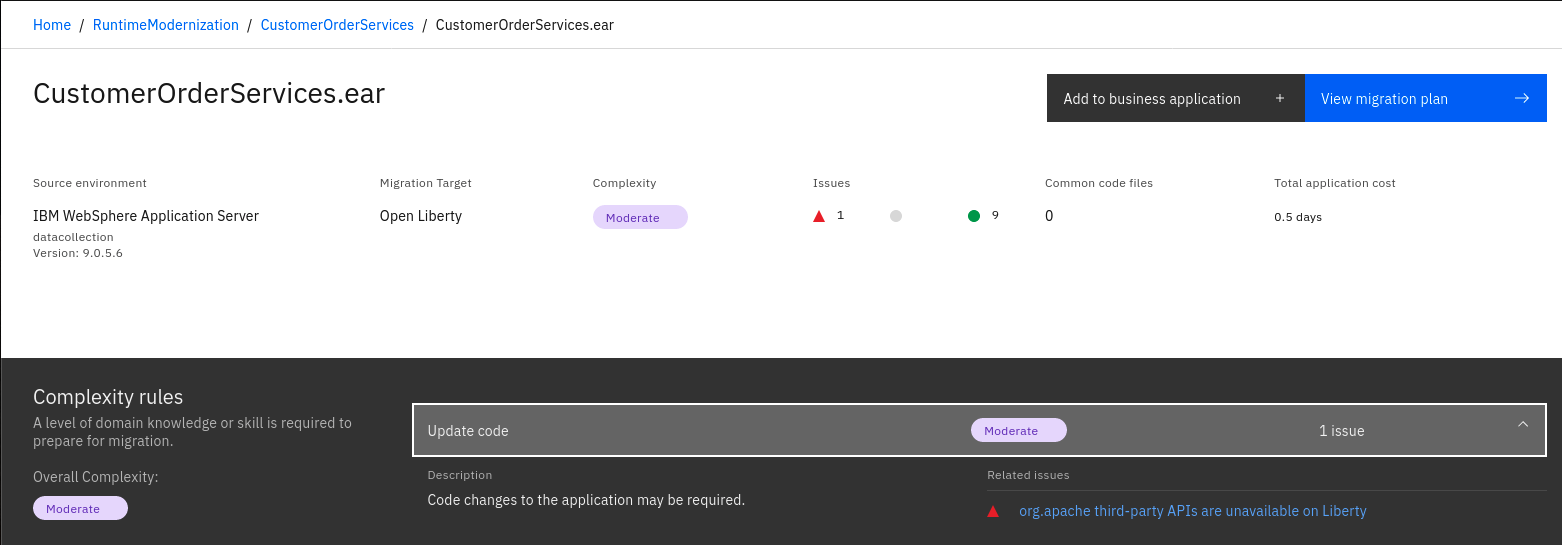 Home / RuntimeModernization / CustomerOrderServices / CustomerOrderServices.ear
CustomerOrderServices.ear
Add to business application +
View migration plan →
Source environment
IBM WebSphere Application Server
datacollection
Version: 9.0.5.6
Migration Target
Open Liberty
Complexity
Moderate
Issues
1 9
Common code files
0
Total application cost
0.5 days
Complexity rules
A level of domain knowledge or skill is required to
prepare for migration.
Overall Complexity:
Moderate
Update code Moderate 1 issue
Description
Code changes to the application may be required.
Related issues
org.apache third-party APIs are unavailable on Liberty